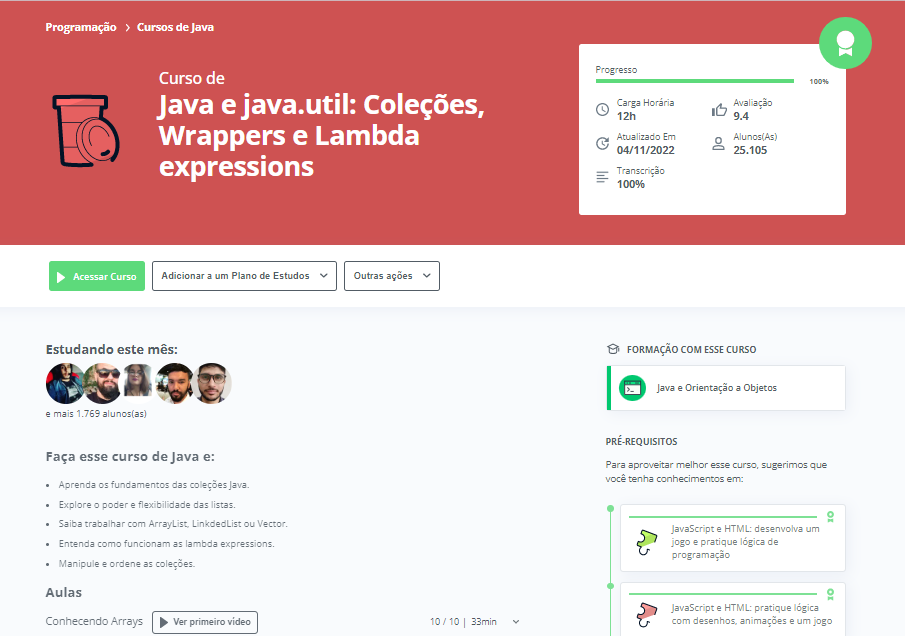 Programação > Cursos de Java
Curso de
Java e java.util: Coleções,
Wrappers e Lambda
expressions
Progresso
100%
Carga Horária
12h
Avaliação
9.4
Atualizado Em
04/11/2022
Alunos(As)
25.105
Transcrição
100%
Acessar Curso
Adicionar a um Plano de Estudos
Outras ações
Estudando este mês:
e mais 1.769 alunos(as)
Faça esse curso de Java e:
• Aprenda os fundamentos das coleções Java.
• Explore o poder e flexibilidade das listas.
• Saiba trabalhar com ArrayList, LinkdedList ou Vector.
• Entenda como funcionam as lambda expressions.
• Manipule e ordene as coleções.
Aulas
Conhecendo Arrays
Ver primeiro vídeo
10 / 10 | 33min
FORMAÇÃO COM ESSE CURSO
Java e Orientação a Objetos
PRÉ-REQUISITOS
Para aproveitar melhor esse curso, sugerimos que
você tenha conhecimentos em:
JavaScript e HTML: desenvolva um
jogo e pratique lógica de
programação
JavaScript e HTML: pratique lógica
com desenhos, animações e um jogo